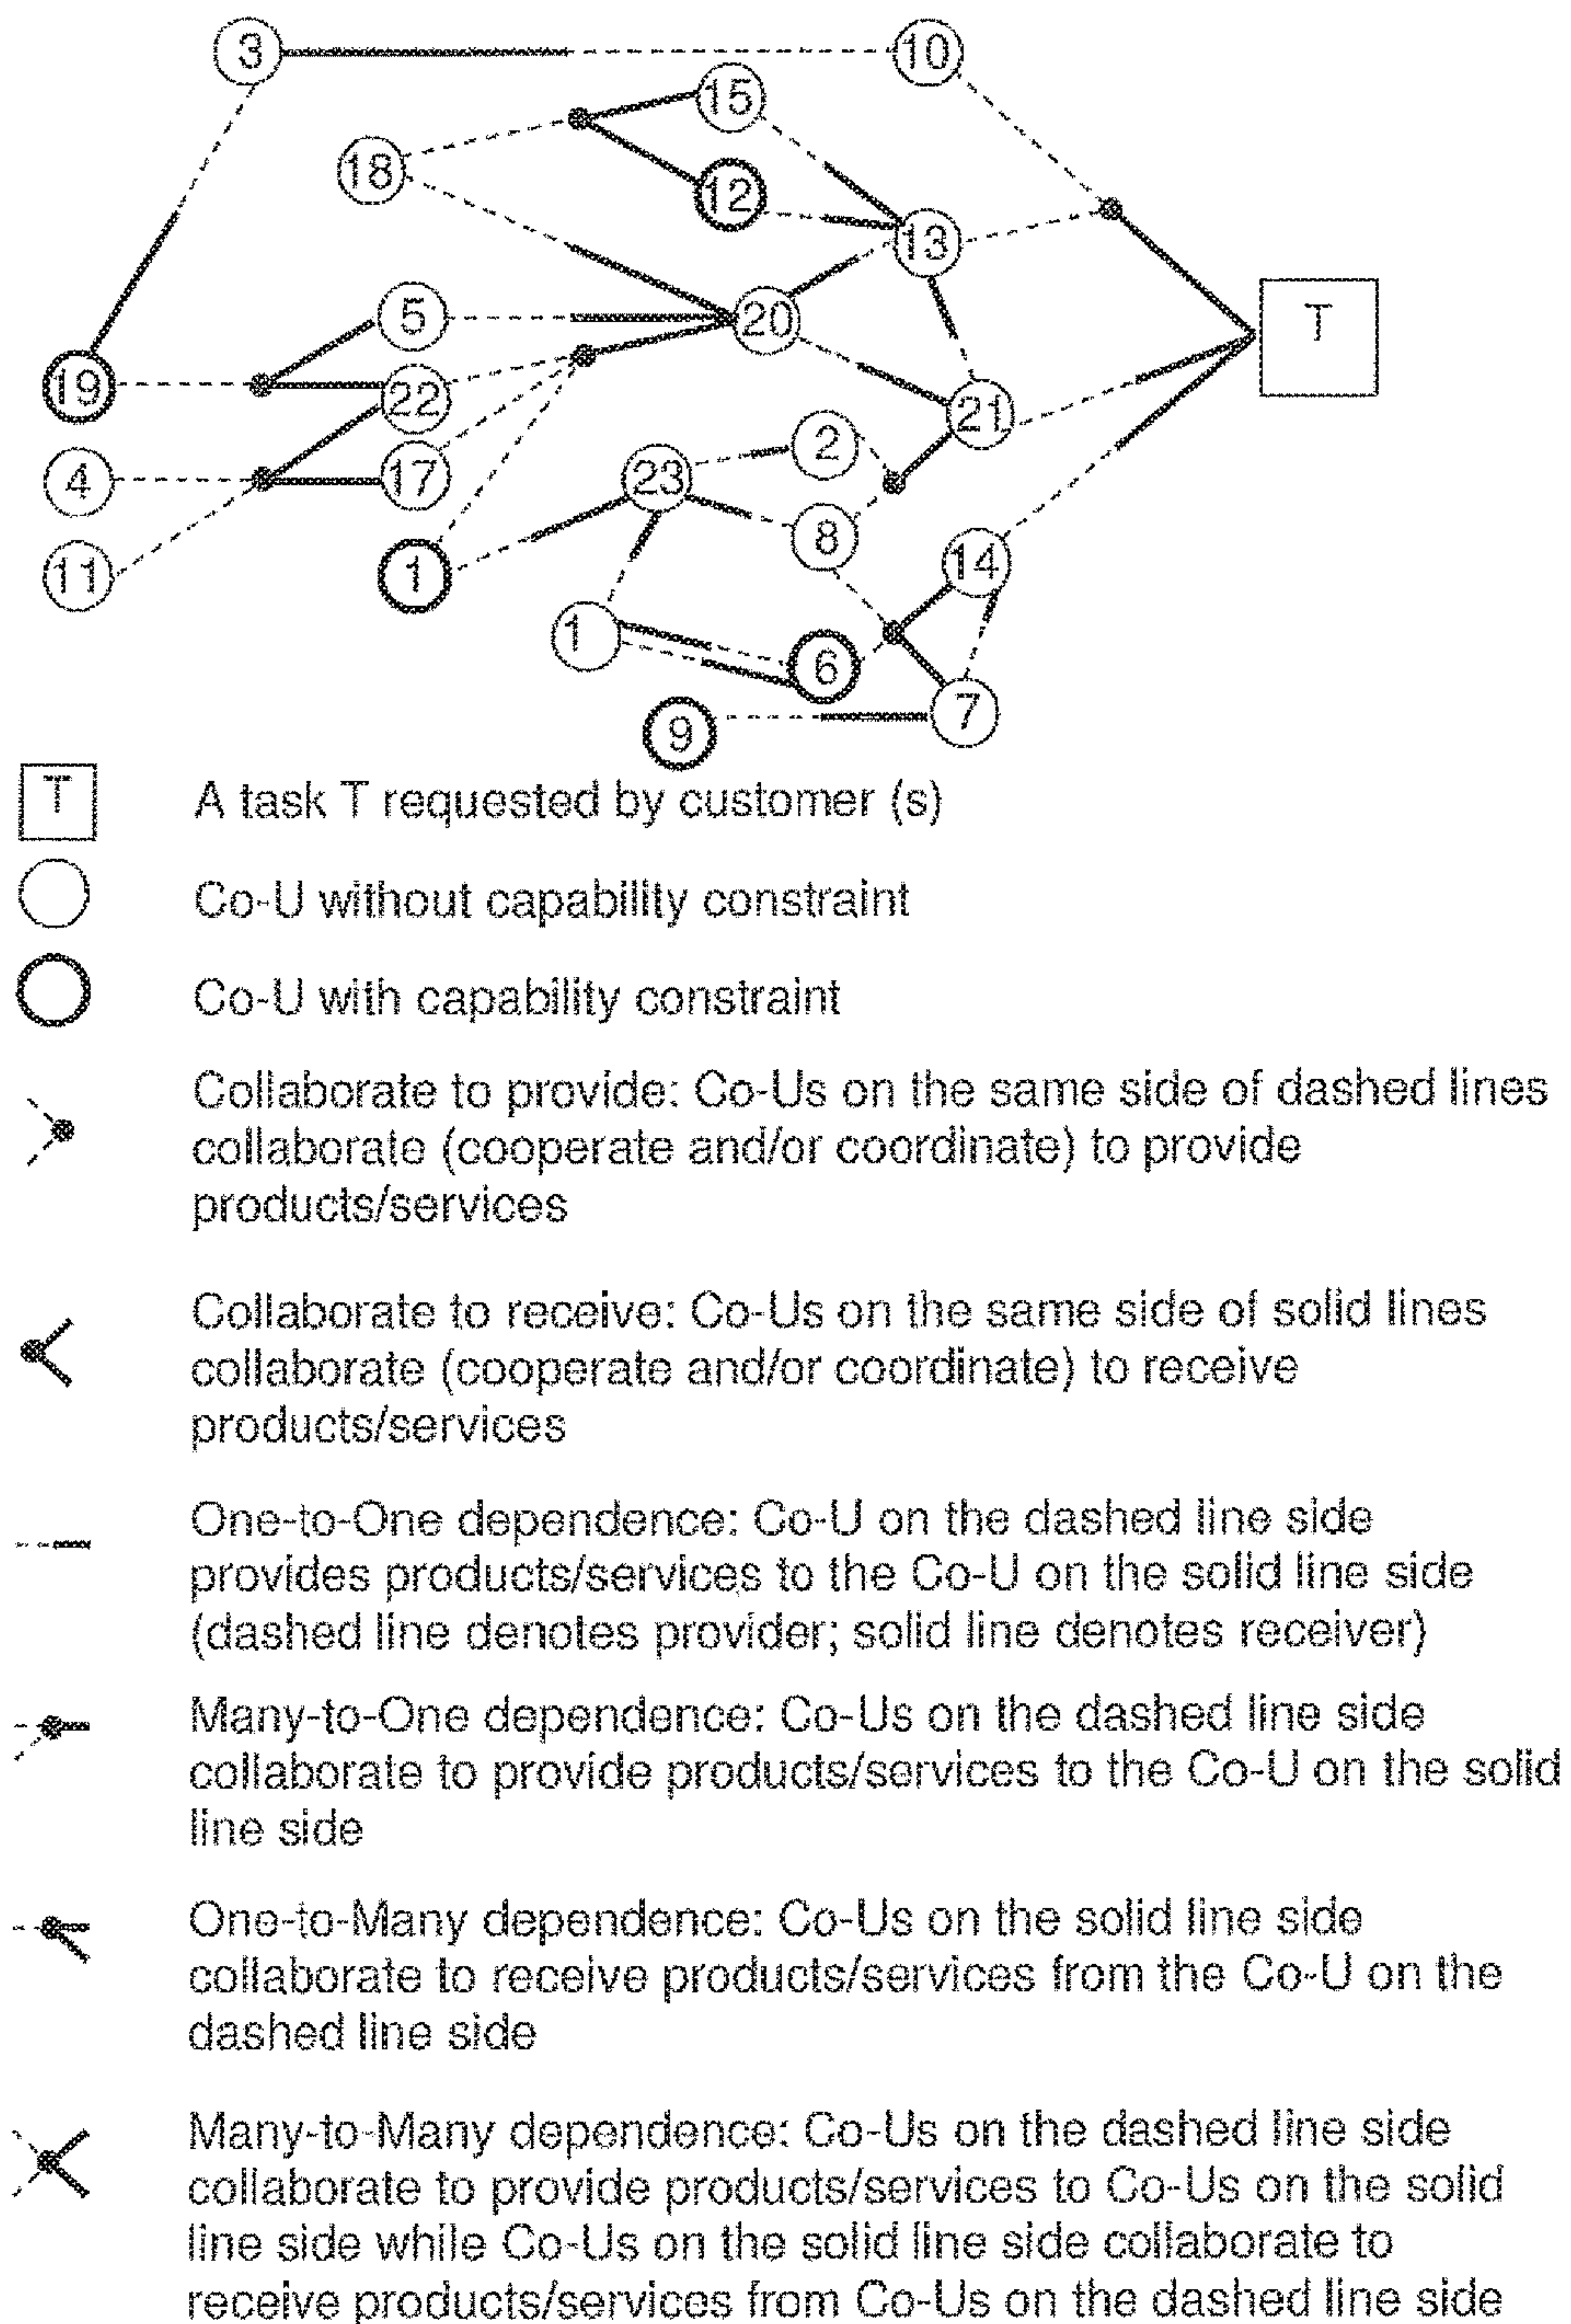 3
10
15
18
12
13
T
5
20
19
22
21
2
4
17
23
8
11
1
14
1
6
7
9
T
A task T requested by customer (s)
Co-U without capability constraint
Co-U with capability constraint
Collaborate to provide: Co-Us on the same side of dashed lines
collaborate (cooperate and/or coordinate) to provide
products/services
Collaborate to receive: Co-Us on the same side of solid lines
collaborate (cooperate and/or coordinate) to receive
products/services
One-to-One dependence: Co-U on the dashed line side
provides products/services to the Co-U on the solid line side
(dashed line denotes provider; solid line denotes receiver)
Many-to-One dependence: Co-Us on the dashed line side
collaborate to provide products/services to the Co-U on the solid
line side
One-to-Many dependence: Co-Us on the solid line side
collaborate to receive products/services from the Co-U on the
dashed line side
Many-to-Many dependence: Co-Us on the dashed line side
collaborate to provide products/services to Co-Us on the solid
line side while Co-Us on the solid line side collaborate to
receive products/services from Co-Us on the dashed line side